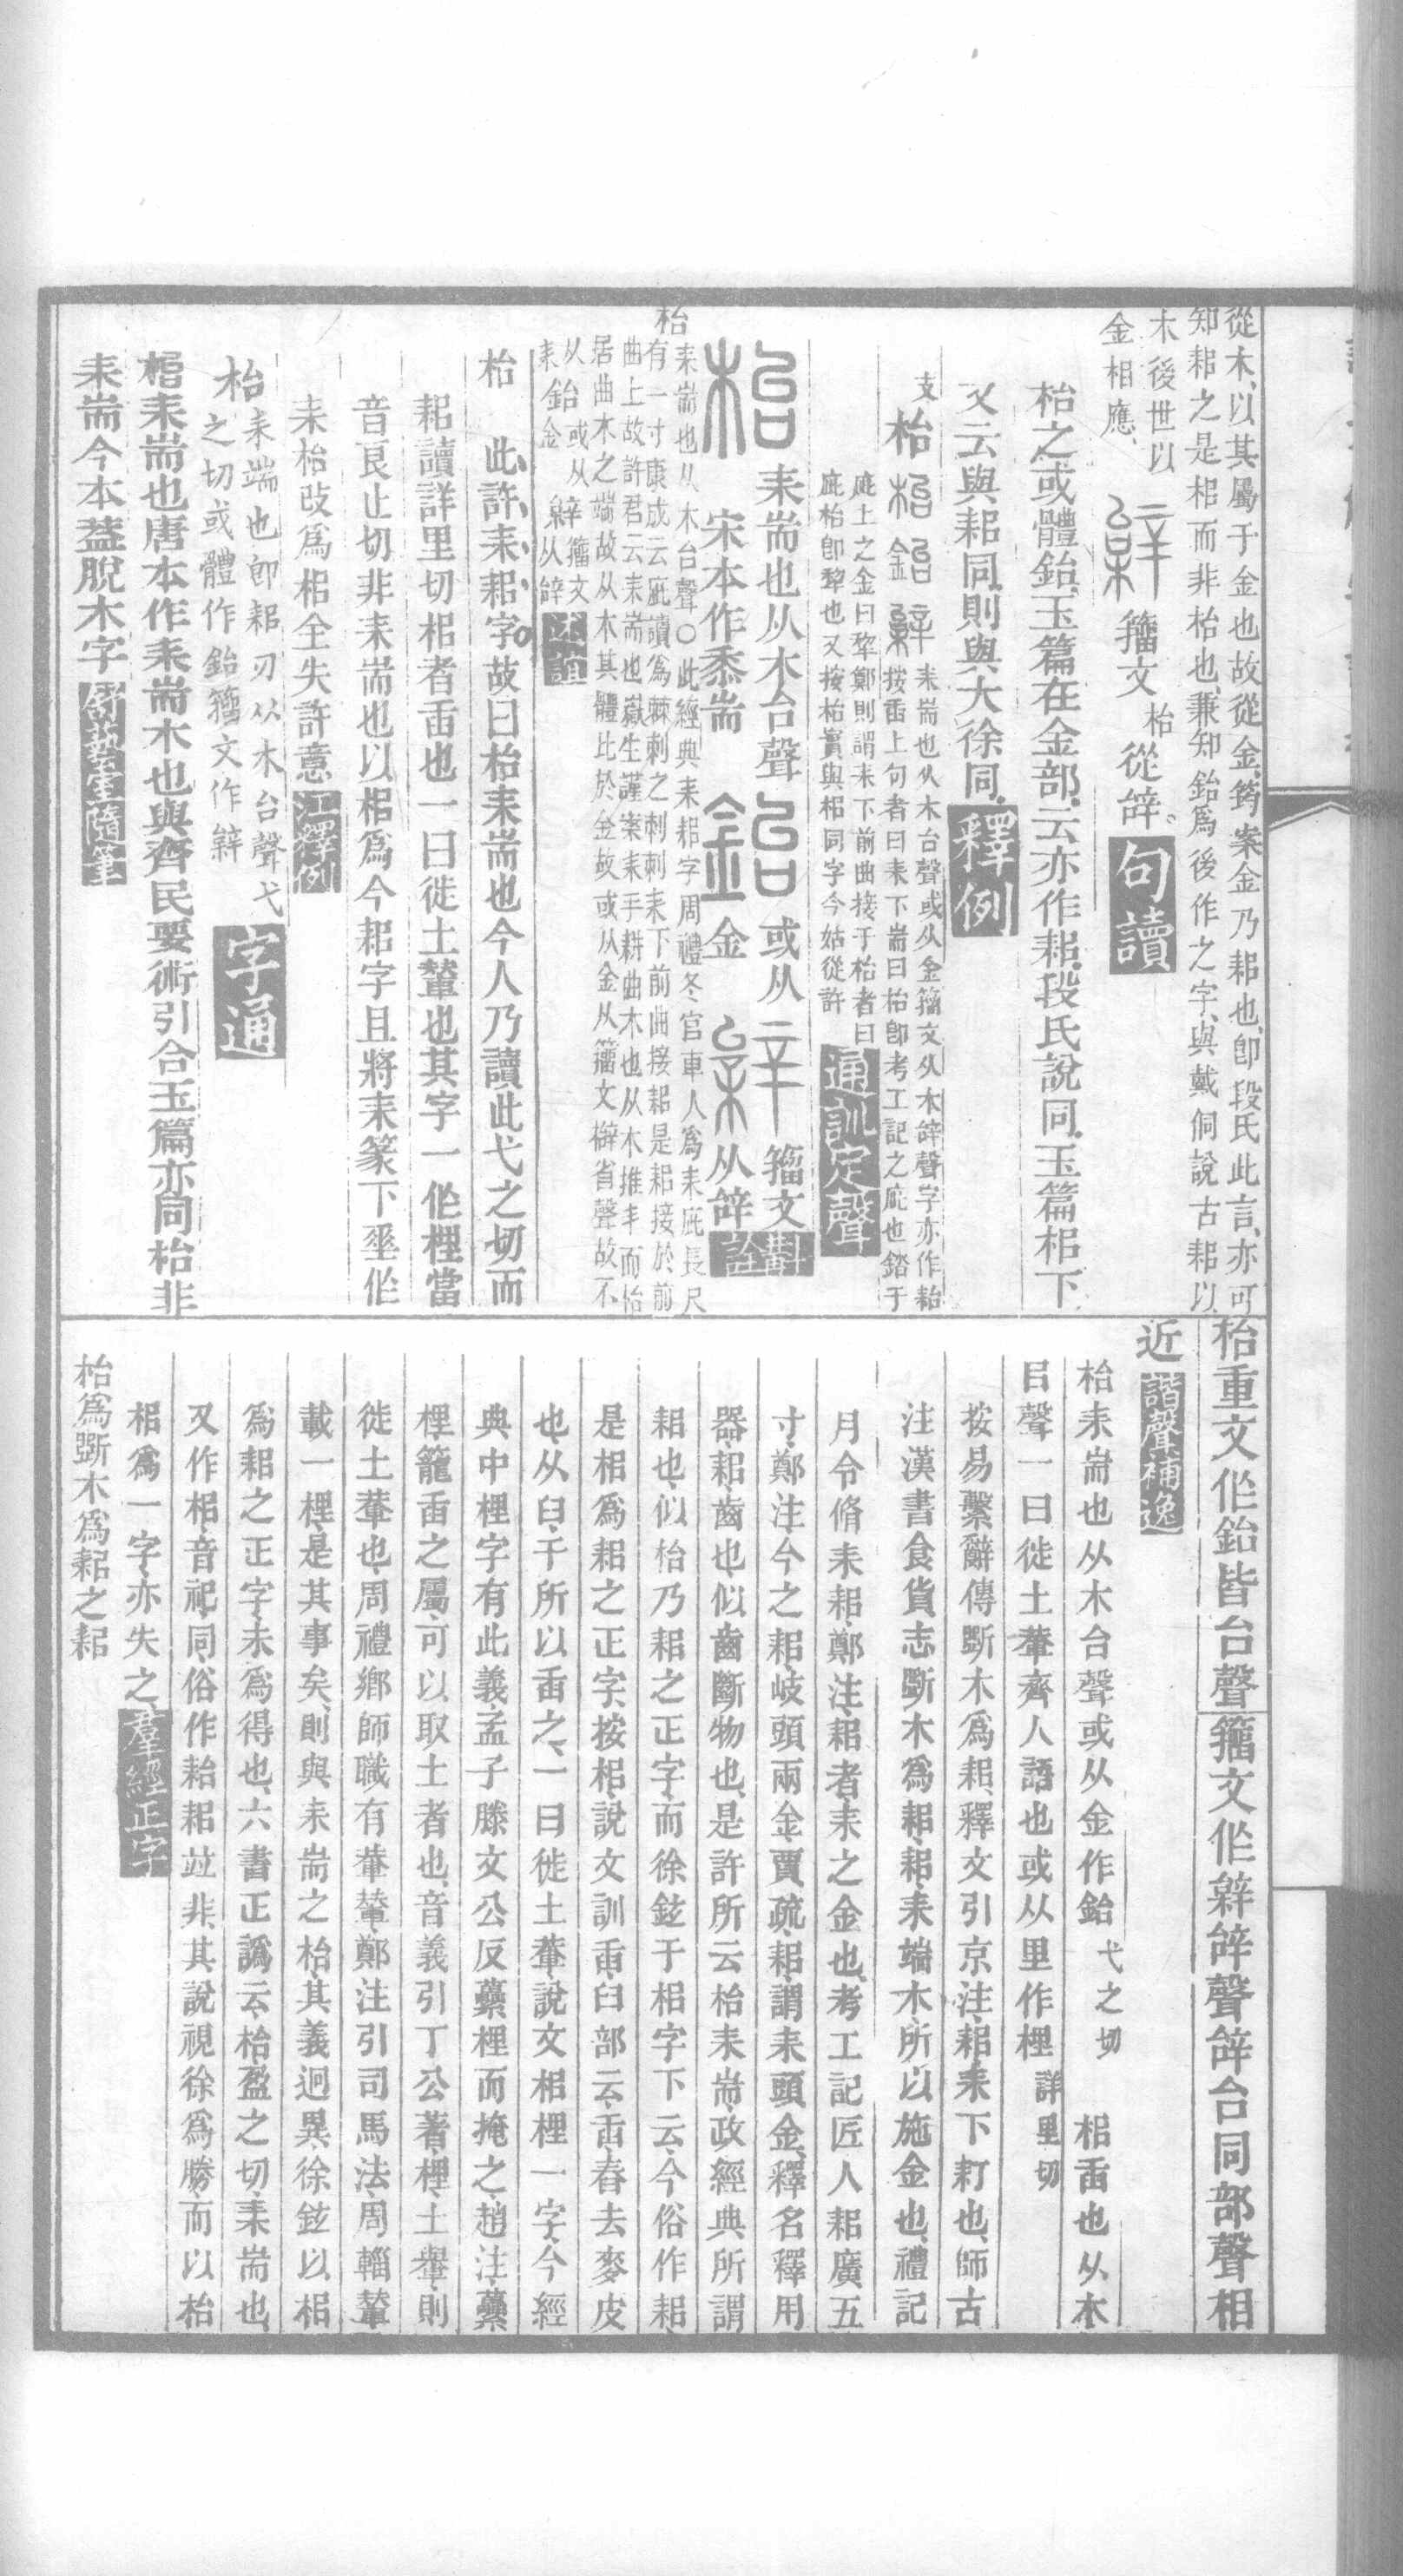 從木、以其屬于金也故從金、筠案金乃耜也、卽段氏此言、亦可
知耜之是梠而非枱也、兼知鈶爲後作之字、與戴侗說古耜以
木後世以
金相應、
籒文
枱
從辝。
句讀
枱之或體鈶、玉篇在金部、云亦作耜、段氏說同、玉篇梠下
又云與耜同、則與大徐同、
釋例
支
枱
耒耑也从木台聲或从金籒文从木辝聲字亦作耛
按臿上句者曰耒下耑曰枱卽考工記之庇也䥯于
庛上之金曰犂鄭則謂耒下前曲接于枱者曰
庛枱卽犂也又按枱實與梠同字今姑從許
通訓定聲
耒耑也从木台聲
宋本作黍耑
或从
金
籒文
从辝
斠詮
枱
耒耑也从木台聲〇此經典耒耜字周禮冬官車人爲耒庛長尺
有一寸康成云庛讀爲棘刺之刺刺耒下前曲接耜是耜接於前
曲上故許君云耒耑也嶽生謹案耒手耕曲木也从木推丰而枱
居曲木之端故从木其體比於金故或从金从籒文辭省聲故不
从
耒
鈶或从
金
辝籒文
从辝
枱 此許、耒耜字、故曰枱耒耑也今人乃讀此弋之切而
耜讀詳里切梠者臿也一曰徙土輂也其字一作梩當
音艮止切非耒耑也以梠爲今耜字且將耒篆下垂作
耒枱改爲梠全失許意
江釋例
枱
耒端也卽耜刃从木台聲弋
之切或體作鈶籒文作辝
字通
枱耒耑也唐本作耒耑木也與齊民要術引合玉篇亦同枱非
耒耑今本葢脫木字
舒藝室隨筆
枱重文作鈶皆台聲籒文作辝辝聲辝台同部聲相
近
諧聲補逸
枱耒耑也从木台聲或从金作鈶弋之切 梠臿也从木
㠯聲一曰徙土輂齊人語也或从里作梩詳里切
按易繫辭傳斲木爲耜、釋文引京注、耜耒下耓也、師古
注漢書食貨志斲木爲耜、耜、耒端木、所以施金也、禮記
月令脩耒耜、鄭注、耜者、耒之金也、考工記匠人耜廣五
寸、鄭注、今之耜、岐頭兩金、賈疏、耜、謂耒頭金、釋名釋用
器、耜、齒也、似齒斷物也、是許所云枱耒耑、政經典所謂
耜也、似枱乃耜之正字、而徐鉉于梠字下云、今俗作耜、
是梠爲耜之正字、按梠、說文訓臿、臼部云、臿、舂去麥皮
也、从臼、干所以臿之、一曰徙土輂、說文梠梩一字、今經
典中梩字有此義、孟子滕文公反虆梩而掩之、趙注、虆
梩籠臿之屬、可以取土者也、音義引丁公著、梩、土轝、則
徙土輂也、周禮鄉師職有輂輦、鄭注引司馬法、周輜輦
載一梩、是其事矣、則與耒耑之枱、其義迥異、徐鉉以梠
爲耜之正字、未爲得也、六書正譌云、枱、盈之切、耒耑也、
又作梠、音祀、同、俗作耛耜竝非、其說視徐爲勝、而以枱
梠爲一字、亦失之、
羣經正字
枱爲斲木爲耜之耜